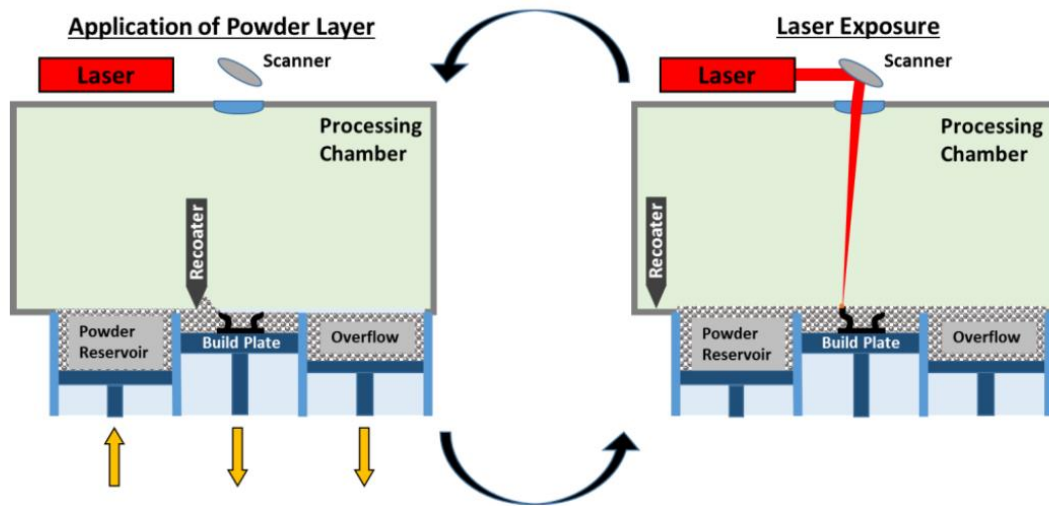 Application of Powder Layer
Laser
Scanner
Processing
Chamber
Recoater
Powder
Reservoir
Build Plate
Overflow
Laser Exposure
Laser
Scanner
Processing
Chamber
Recoater
Powder
Reservoir
Build Plate
Overflow